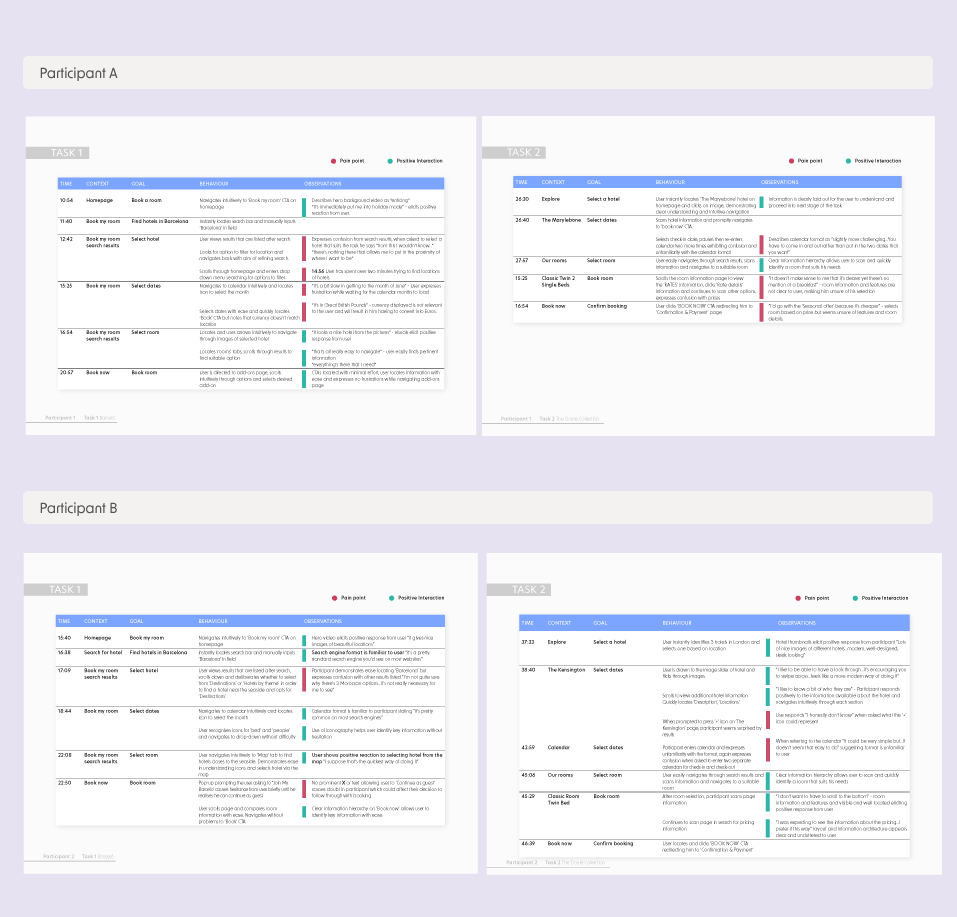 Participant A
TASK 1
Pain point
Positive Interaction
TIME CONTEXT GOAL BEHAVIOUR OBSERVATIONS
10:54 Homepage Book a room Navigates intuitively to 'Book my room' CTA on Describes hero background video as "enticing"
homepage "It's immediately put me into holiday mode" - elicits positive
reaction from user.
11:40 Book my room Find hotels in Barcelona Instantly locates search bar and manually inputs
'Barcelona' in field
12:42 Book my room Select hotel User views results that are listed after search. Expresses confusion from search results, when asked to select a
search results hotel that suits the task he says
Look for option to filter for location and "there's nothing there that allows me to put in the proximity of
navigates back with aim of refining search. where I want to be"
Scrolls through homepage and enters drop 14:56 User has spent over two minutes trying to find locations
down menu searching for options to filter. of hotels.
15:25 Book my room Select dates Navigates to calendar intuitively and locates "It's a bit slow in getting to the month of June" - User expresses
icon to select the month frustration while waiting for the calendar months to load.
Selects dates with ease and quickly locates to the user and will result in him having to convert into Euros.
'Book' CTA but notes that currency doesn't match
location
16:54 Book my room Select room Locates and uses arrows intuitively to navigate "It looks a nice hotel from the pictures" - visuals elicit positive
search results through images of selected hotel response from user
Locates 'rooms' tab, scrolls through results to "that's all really easy to navigate" - user easily finds pertinent
find suitable option information
"everything's there that I need"
20:57 Book now Book room User is directed to add-ons page, scrolls CTAs located with minimal effort, user locates information with
intuitively through options and selects desired ease and expresses no frustrations while navigating add-ons
add-on page
Participant 1 Task 1 Barceló
TASK 2
Pain point
Positive Interaction
TIME CONTEXT GOAL BEHAVIOUR OBSERVATIONS
26:20 Explore Select a hotel User instantly locates 'The Marylebone' hotel on Information is clearly laid out for the user to understand and
homepage and clicks on image, demonstrating proceed into next stage of the task.
clear understanding and intuitive navigation
26:40 The Marylebone Select dates Scans hotel information and promptly navigates
to 'book now' CTA
Selects check in date, pauses then re-enters Describes calendar format as "slightly more challenging. You
calendar two more times exhibiting confusion and have to come in and out rather than put in the two dates that
unfamiliarity with the calendar format you want"
27:57 Our rooms Select room User easily navigates through search results, scans Clear information hierarchy allows user to scan and quickly
information and navigates to a suitable room identify a room that suits his needs.
15:25 Classic Twin 2 Book room Scrolls room information page to view "It doesn't make sense to me that it's dearer yet there's no
Single Beds the 'RATES' information, clicks 'Rate details' mention of a breakfast" - room information and features are
information and continues to scan other options, not clear to user, making him unsure of his selection
expresses confusion with prices
16:54 Book now Confirm booking User clicks 'BOOK NOW' CTA redirecting him to "I'd go with the 'seasonal offer' because it's cheaper" - selects
'Confirmation & Payment' page room based on price but seems unsure of features and room
details.
Participant 1 Task 2 The Doyle Collection
Participant B
TASK 1
Pain point
Positive Interaction
TIME CONTEXT GOAL BEHAVIOUR OBSERVATIONS
15:40 Homepage Book my room Navigates intuitively to 'Book my room' CTA on Hero video elicits positive response from user "It gives nice
homepage images of beautiful locations"
16:38 Search for hotel Find hotels in Barcelona Instantly locates search bar and manually inputs Search engine format is familiar to user "It's a pretty
'Barcelona' in field standard search engine you'd see on most websites"
17:09 Book my room Select hotel User views results that are listed after search, Participant demonstrates ease locating 'Barcelona' but
search results scrolls down and deliberates whether to select expresses confusion with other results listed "I'm not quite sure
from 'Destinations' or 'Hotels by theme' in order why there's 3 Morocco options, it's not really necessary for
to find a hotel near the seaside and opts for me to see"
'Destinations'
18:44 Book my room Select dates Navigates to calendar intuitively and locates Calendar format is familiar to participant stating "it's pretty
icon to select the month common on most search engines"
User recognises icons for 'bed' and 'people' Use of iconography helps user identify key information without
and navigates to drop-down without difficulty hesitation
22:08 Book my room Select room User navigates intuitively to 'Map' tab to find User shows positive reaction to selecting hotel from the
search results hotels closes to the seaside. Demonstrates ease map "I suppose that's the quickest way of doing it"
in understanding icons and selects hotel via the
map
22:50 Book now Book room Pop-up prompting the user asking to 'Join My No prominent X or text allowing user to 'Continue as guest'
Barceló' causes hesitance from user briefly until he causes doubt in participant which could affect their decision to
realises he can continue as guest follow through with booking
User scrolls page and compares room Clear information hierarchy on 'Book now' allows user to
information with ease. Navigates without identify key information with ease.
problems to 'Book' CTA
Participant 2 Task 1 Barceló
TASK 2
Pain point
Positive Interaction
TIME CONTEXT GOAL BEHAVIOUR OBSERVATIONS
37:33 Explore Select a hotel User instantly identifies 3 hotels in London and Hotel thumbnails elicit positive response from participant "Lots
selects one based on location of nice images of different hotels, modern, well-designed,
sleek looking"
38:40 The Kensington Select dates User is drawn to the image slider of hotel and "I like to be able to have a look through...it's encouraging you
flicks through images. to swipe across...feels like a more modern way of doing it"
Scrolls to view additional hotel information "I like to know a bit of who they are" - Participant responds
Quickly locates 'Description', 'Locations' positively to the information available about the hotel and
navigates intuitively through each section
When prompted to press '+' icon on 'The User responds "I honestly don't know" when asked what the '+'
Kensington' page, participant seems surprised by icon could represent
results
42:59 Calendar Select dates Participant enters calendar and expresses When referring to the calendar "It could be very simple but...it
unfamiliarity with the format, again expresses doesn't seem that easy to do" suggesting format is unfamiliar
confusion when asked to enter two separate to user
calendars for check-in and check-out
45:06 Our rooms Select room User easily navigates through search results and Clear information hierarchy allows user to scan and quickly
scans information and navigates to a suitable identify a room that suits his needs
room
45:29 Classic Room Book room After room selection, participant scans page "I don't want to have to scroll to the bottom" - room
Twin Bed information information and features and visible and well located eliciting
positive response from user
Continues to scan page in search for pricing "I was expecting to see the information about the pricing...I
information prefer it this way" layout and information architecture appears
clear and uncluttered to user
46:39 Book now Confirm booking User locates and clicks 'BOOK NOW' CTA
redirecting him to 'Confirmation & Payment'
Participant 2 Task 2 The Doyle Collection